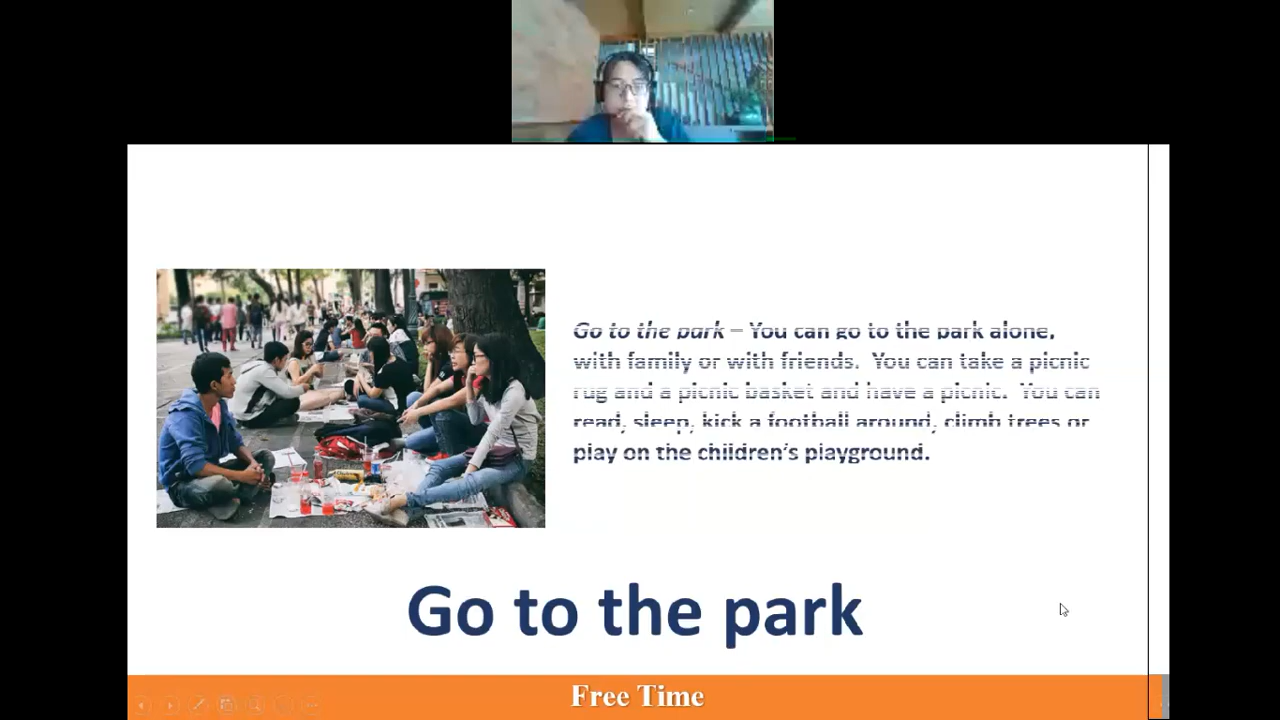 Go to the park – You can go to the park alone,
with family or with friends.  You can take a picnic
rug and a picnic basket and have a picnic.  You can
read, sleep, kick a football around, climb trees or
play on the children's playground.
Go to the park
Free Time